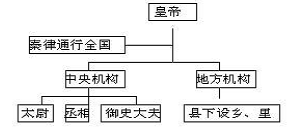 皇帝
秦律通行全国
中央机构
地方机构
太尉
丞相
御史大夫
县下设乡、里